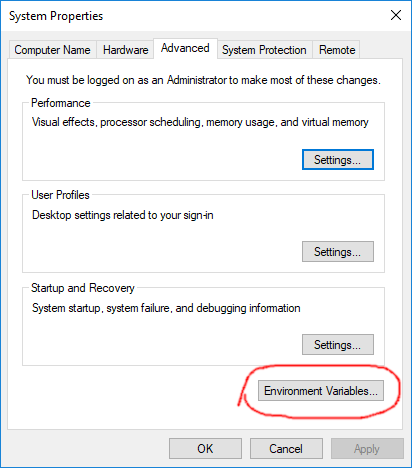 System Properties
Computer Name Hardware Advanced System Protection Remote
You must be logged on as an Administrator to make most of these changes.
Performance
Visual effects, processor scheduling, memory usage, and virtual memory
Settings...
User Profiles
Desktop settings related to your sign-in
Settings...
Startup and Recovery
System startup, system failure, and debugging information
Settings...
Environment Variables...
OK Cancel Apply